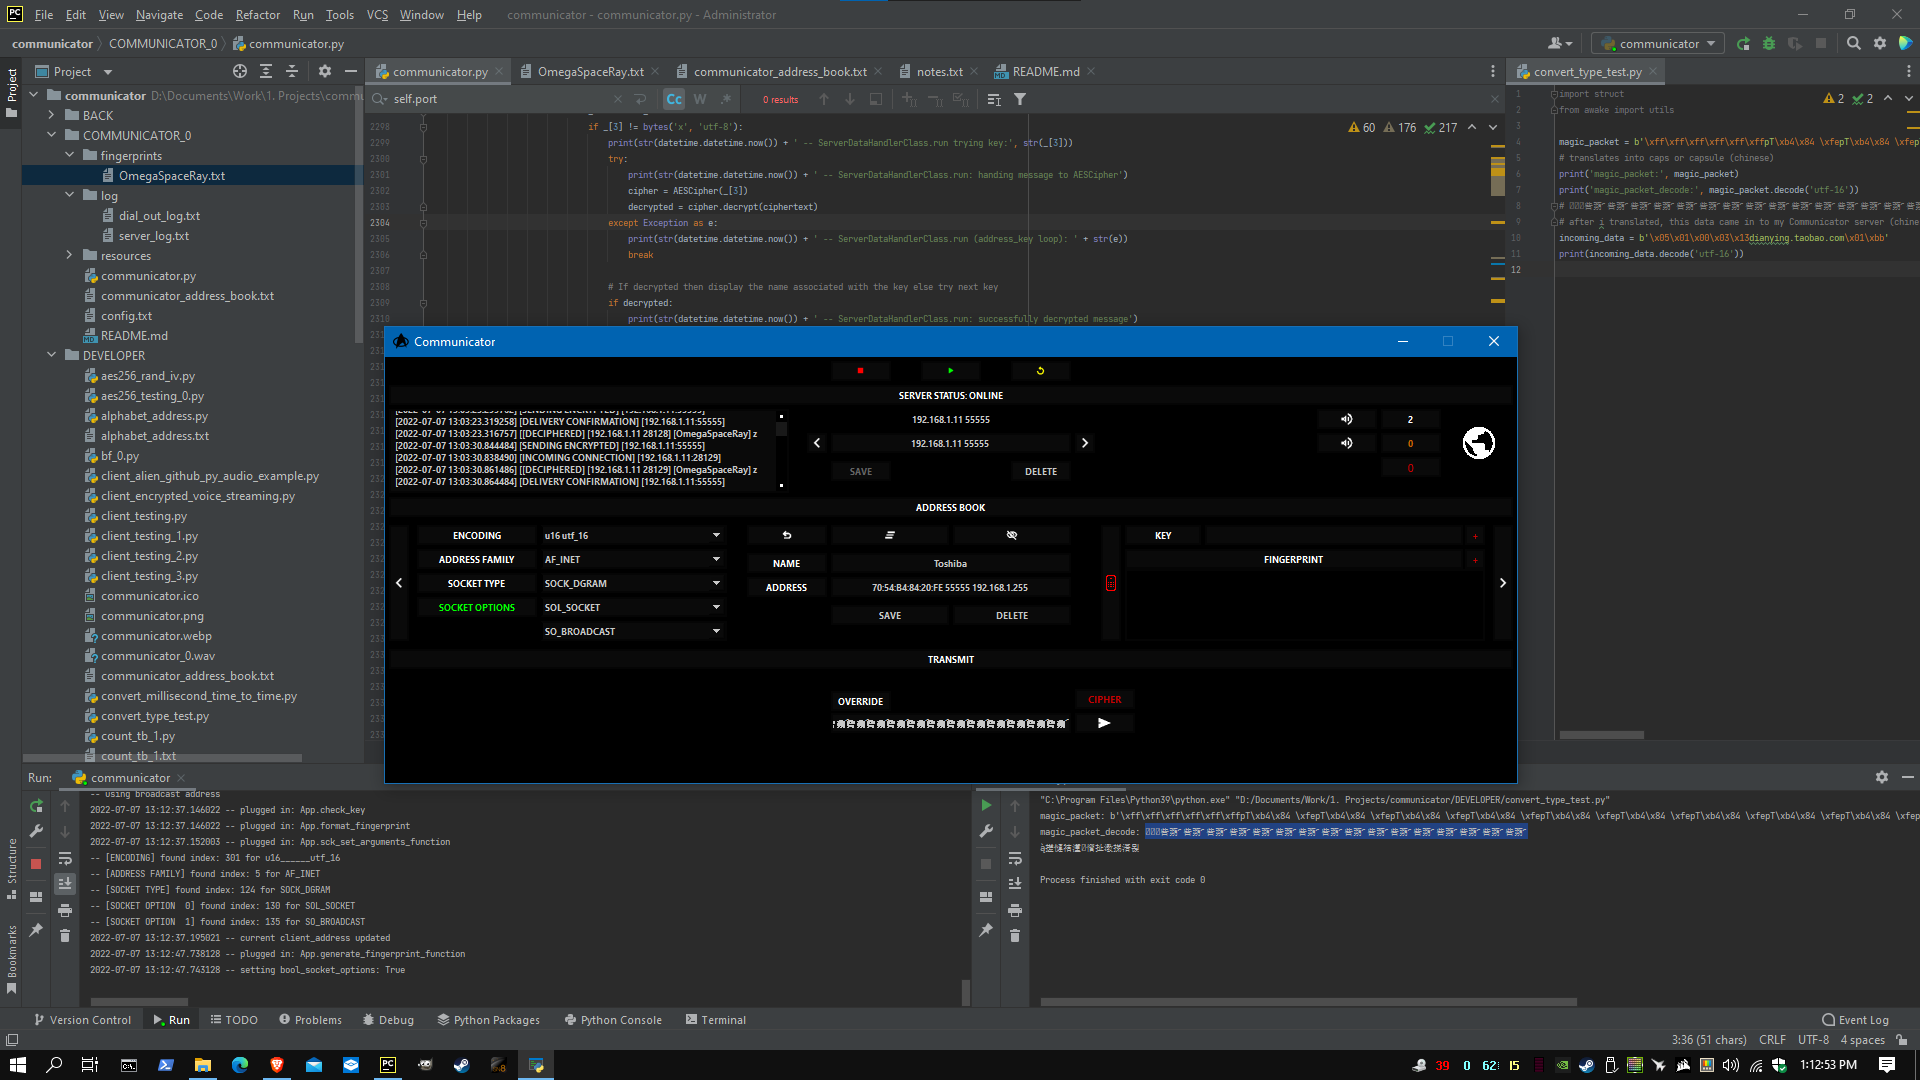 File Edit View Navigate Code Refactor Run Tools VCS Window Help communicator - communicator.py - Administrator
communicator COMMUNICATOR_0 communicator.py
communicator
Project
communicator.py OmegaSpaceRay.txt communicator_address_book.txt notes.txt README.md
convert_type_test.py
self.port Cc W .* 0 results
communicator D:\Documents\Work\1. Projects\commu
BACK
COMMUNICATOR_0
fingerprints
OmegaSpaceRay.txt
log
dial_out_log.txt
server_log.txt
resources
communicator.py
communicator_address_book.txt
config.txt
README.md
DEVELOPER
aes256_rand_iv.py
aes256_testing_0.py
alphabet_address.py
alphabet_address.txt
bf_0.py
client_alien_github_py_audio_example.py
client_encrypted_voice_streaming.py
client_testing.py
client_testing_1.py
client_testing_2.py
client_testing_3.py
communicator.ico
communicator.png
communicator.webp
communicator_0.wav
communicator_address_book.txt
convert_millisecond_time_to_time.py
convert_type_test.py
count_tb_1.py
count_tb_1.txt
60 176 217
2298 if _[3] != bytes('x', 'utf-8'):
2299 print(str(datetime.datetime.now()) + ' -- ServerDataHandlerClass.run trying key:', str(_[3]))
2300 try:
2301 print(str(datetime.datetime.now()) + ' -- ServerDataHandlerClass.run: handing message to AESCipher')
2302 cipher = AESCipher(_[3])
2303 decrypted = cipher.decrypt(ciphertext)
2304 except Exception as e:
2305 print(str(datetime.datetime.now()) + ' -- ServerDataHandlerClass.run (address_key loop): ' + str(e))
2306 break
2307
2308 # If decrypted then display the name associated with the key else try next key
2309 if decrypted:
2310 print(str(datetime.datetime.now()) + ' -- ServerDataHandlerClass.run: successfully decrypted message')
2 2
1 import struct
2 from awake import utils
3
4 magic_packet = b'\xff\xff\xff\xff\xff\xffpT\xb4\x84 \xfepT\xb4\x84 \xfep
5 # translates into caps or capsule (chinese)
6 print('magic_packet:', magic_packet)
7 print('magic_packet_decode:', magic_packet.decode('utf-16'))
8
9 # after i translated, this data came in to my Communicator server (chine
10 incoming_data = b'\x05\x01\x00\x03\x13dianying.taobao.com\x01\xbb'
11 print(incoming_data.decode('utf-16'))
12
Communicator
SERVER STATUS: ONLINE
[2022-07-07 13:03:23.319258] [DELIVERY CONFIRMATION] [192.168.1.11:55555]
[2022-07-07 13:03:23.316757] [[DECIPHERED] [192.168.1.11 28128] [OmegaSpaceRay] z
[2022-07-07 13:03:30.844484] [SENDING ENCRYPTED] [192.168.1.11:55555]
[2022-07-07 13:03:30.838490] [INCOMING CONNECTION] [192.168.1.11:28129]
[2022-07-07 13:03:30.861486] [[DECIPHERED] [192.168.1.11 28129] [OmegaSpaceRay] z
[2022-07-07 13:03:30.864484] [DELIVERY CONFIRMATION] [192.168.1.11:55555]
192.168.1.11 55555
192.168.1.11 55555
SAVE DELETE
2
0
0
ADDRESS BOOK
ENCODING u16 utf_16
ADDRESS FAMILY AF_INET
SOCKET TYPE SOCK_DGRAM
SOCKET OPTIONS SOL_SOCKET
SO_BROADCAST
NAME Toshiba
ADDRESS 70:54:B4:84:20:FE 55555 192.168.1.255
SAVE DELETE
KEY +
FINGERPRINT +
TRANSMIT
OVERRIDE
CIPHER
Run: communicator
-- using broadcast address
2022-07-07 13:12:37.146022 -- plugged in: App.check_key
2022-07-07 13:12:37.146022 -- plugged in: App.format_fingerprint
2022-07-07 13:12:37.152003 -- plugged in: App.sck_set_arguments_function
-- [ENCODING] found index: 301 for u16______utf_16
-- [ADDRESS FAMILY] found index: 5 for AF_INET
-- [SOCKET TYPE] found index: 124 for SOCK_DGRAM
-- [SOCKET OPTION  0] found index: 130 for SOL_SOCKET
-- [SOCKET OPTION  1] found index: 135 for SO_BROADCAST
2022-07-07 13:12:37.195021 -- current client_address updated
2022-07-07 13:12:47.738128 -- plugged in: App.generate_fingerprint_function
2022-07-07 13:12:47.743128 -- setting bool_socket_options: True
"C:\Program Files\Python39\python.exe" "D:/Documents/Work/1. Projects/communicator/DEVELOPER/convert_type_test.py"
magic_packet: b'\xff\xff\xff\xff\xff\xffpT\xb4\x84 \xfepT\xb4\x84 \xfepT\xb4\x84 \xfepT\xb4\x84 \xfepT\xb4\x84 \xfepT\xb4\x84 \xfepT\xb4\x84 \xfepT\xb4\x84 \xfep
magic_packet_decode:
Process finished with exit code 0
Structure
Bookmarks
Version Control Run TODO Problems Debug Python Packages Python Console Terminal Event Log
3:36 (51 chars) CRLF UTF-8 4 spaces
39 0 62 15 1:12:53 PM